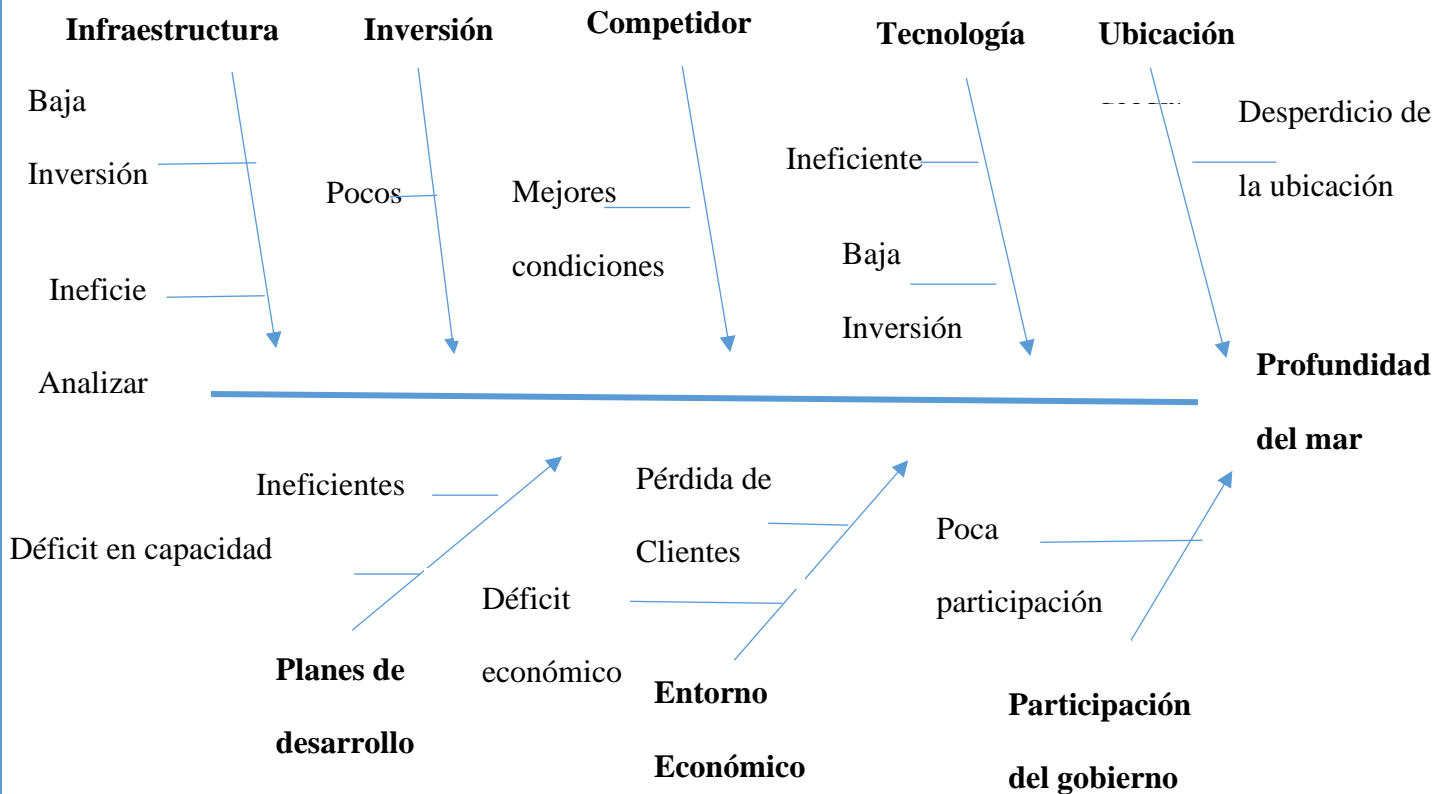 Infraestructura
Inversión
Competidor
Tecnología
Ubicación
Baja
Inversión
Ineficie
Pocos
Mejores
condiciones
Ineficiente
Baja
Inversión
Desperdicio de
la ubicación
Analizar
Profundidad
del mar
Ineficientes
Déficit en capacidad
Planes de
desarrollo
Pérdida de
Clientes
Déficit
económico
Entorno
Económico
Poca
participación
Participación
del gobierno